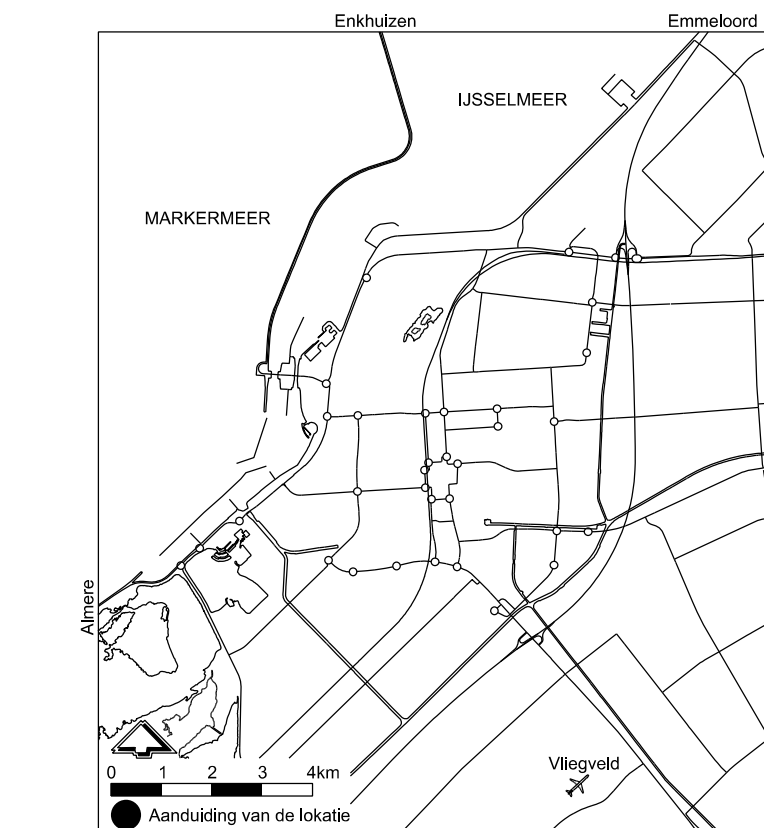 Enkhuizen
Emmeloord
IJSSELMEER
MARKERMEER
Almere
Vliegveld
0 1 2 3 4km
Aanduiding van de lokatie